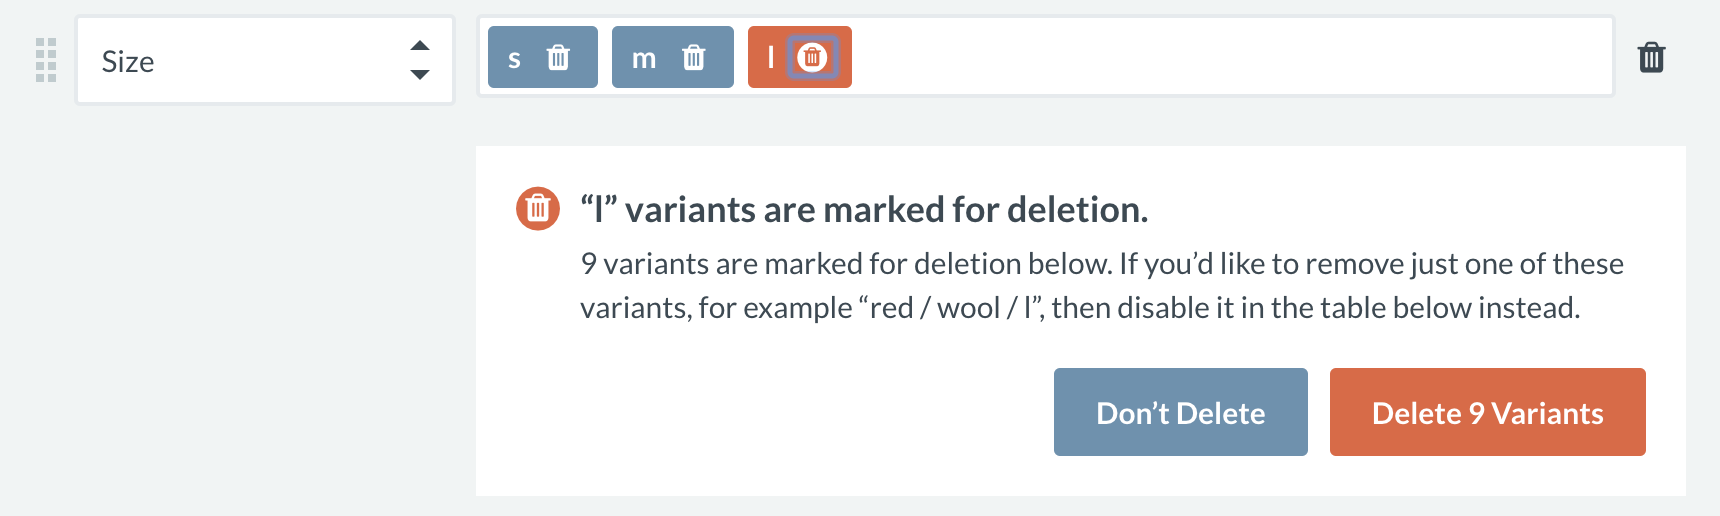 Size
s
m
l
“l” variants are marked for deletion.
9 variants are marked for deletion below. If you’d like to remove just one of these
variants, for example “red / wool / l”, then disable it in the table below instead.
Don’t Delete
Delete 9 Variants